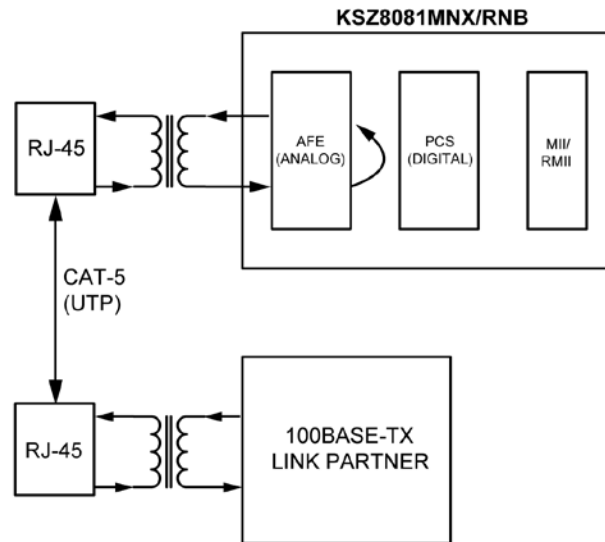 KSZ8081MNX/RNB
RJ-45
AFE
(ANALOG)
PCS
(DIGITAL)
MII/
RMII
CAT-5
(UTP)
RJ-45
100BASE-TX
LINK PARTNER